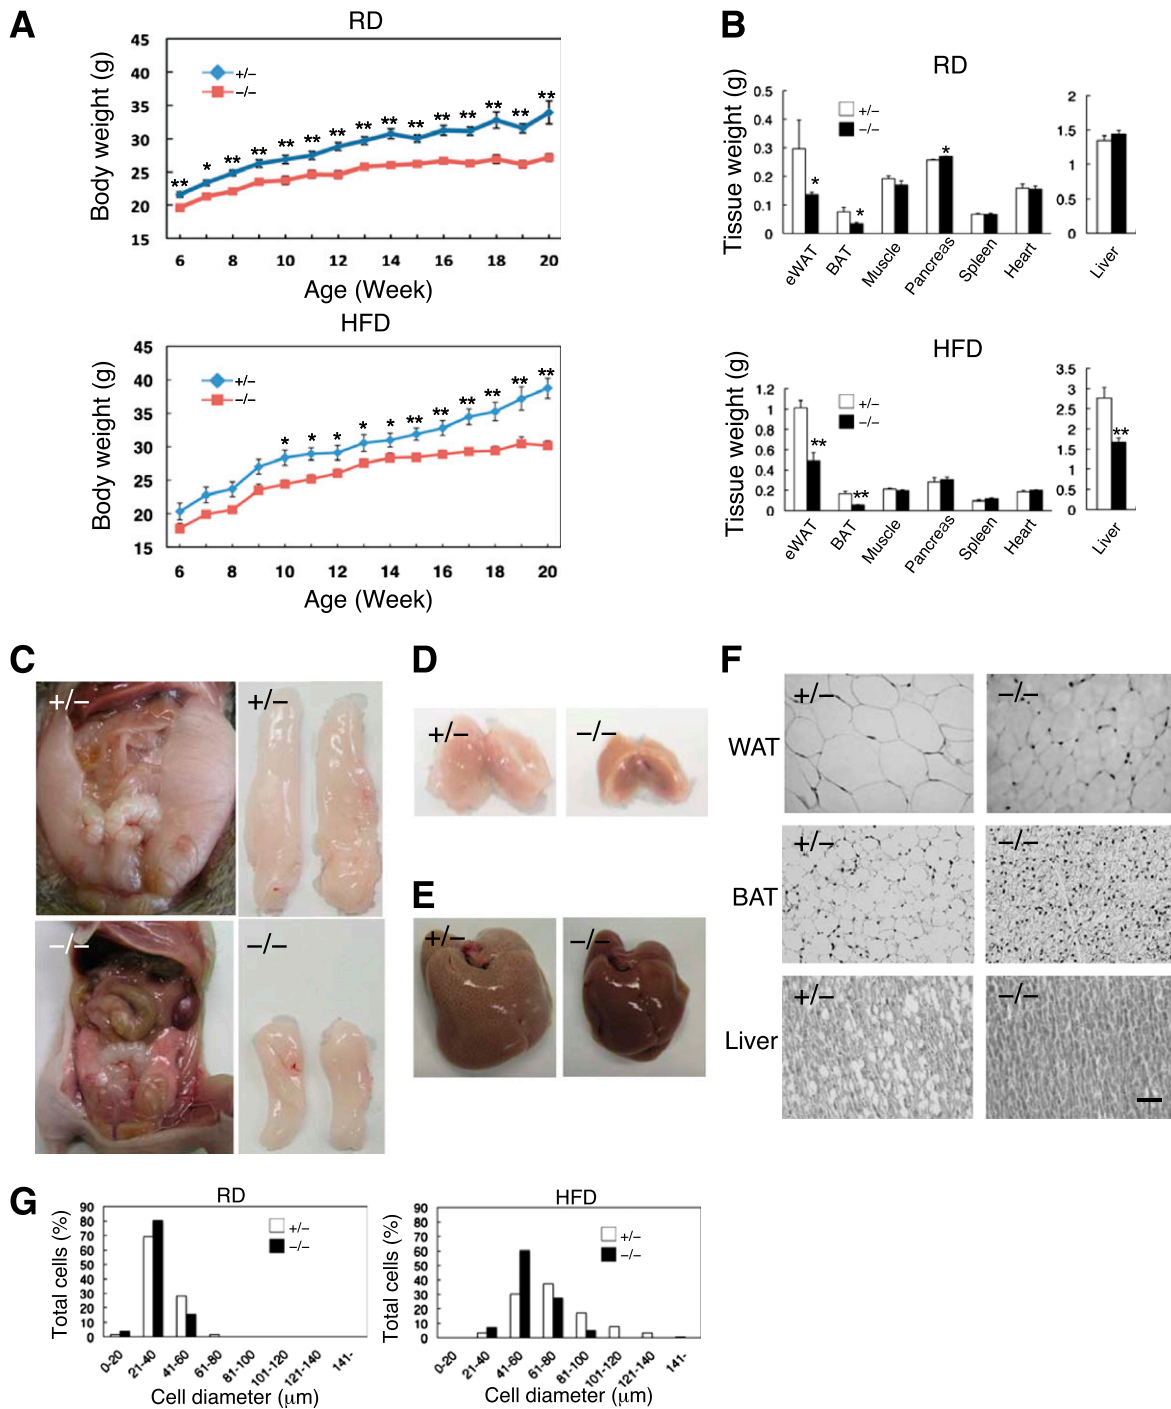 A
RD
Body weight (g)
45
40
35
30
25
20
15
+/–
–/–
** * ** ** ** ** ** ** ** ** ** ** ** ** **
6 8 10 12 14 16 18 20
Age (Week)
HFD
Body weight (g)
45
40
35
30
25
20
15
+/–
–/–
* * * * * ** ** ** ** ** **
6 8 10 12 14 16 18 20
Age (Week)
B
RD
Tissue weight (g)
0.5
0.4
0.3
0.2
0.1
0
+/–
–/–
* * *
eWAT BAT Muscle Pancreas Spleen Heart
2
1.5
1
0.5
0
Liver
HFD
Tissue weight (g)
1.2
1
0.8
0.6
0.4
0.2
0
+/–
–/–
** **
eWAT BAT Muscle Pancreas Spleen Heart
3.5
3
2.5
2
1.5
1
0.5
0
**
Liver
C
+/– +/–
–/– –/–
D
+/– –/–
E
+/– –/–
F
WAT +/– –/–
BAT +/– –/–
Liver +/– –/–
G
RD
Total cells (%)
90
80
70
60
50
40
30
20
10
0
+/–
–/–
0-20 21-40 41-60 61-80 81-100 101-120 121-140 141-
Cell diameter (μm)
HFD
Total cells (%)
90
80
70
60
50
40
30
20
10
0
+/–
–/–
0-20 21-40 41-60 61-80 81-100 101-120 121-140 141-
Cell diameter (μm)